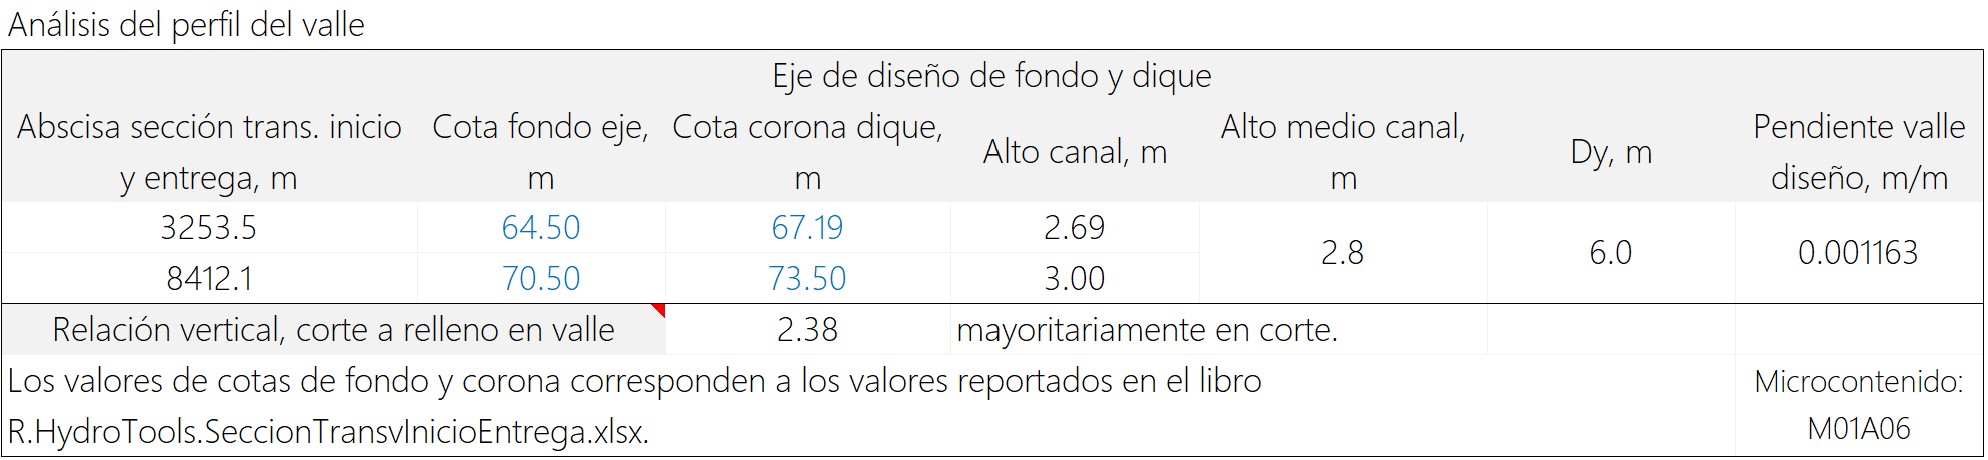 Análisis del perfil del valle
Eje de diseño de fondo y dique
Abscisa sección trans. inicio y entrega, m
Cota fondo eje, m
Cota corona dique, m
Alto canal, m
Alto medio canal, m
Dy, m
Pendiente valle diseño, m/m
3253.5 64.50 67.19 2.69 2.8 6.0 0.001163
8412.1 70.50 73.50 3.00
Relación vertical, corte a relleno en valle 2.38 mayoritariamente en corte.
Los valores de cotas de fondo y corona corresponden a los valores reportados en el libro
R.HydroTools.SeccionTransvInicioEntrega.xlsx.
Microcontenido:
M01A06